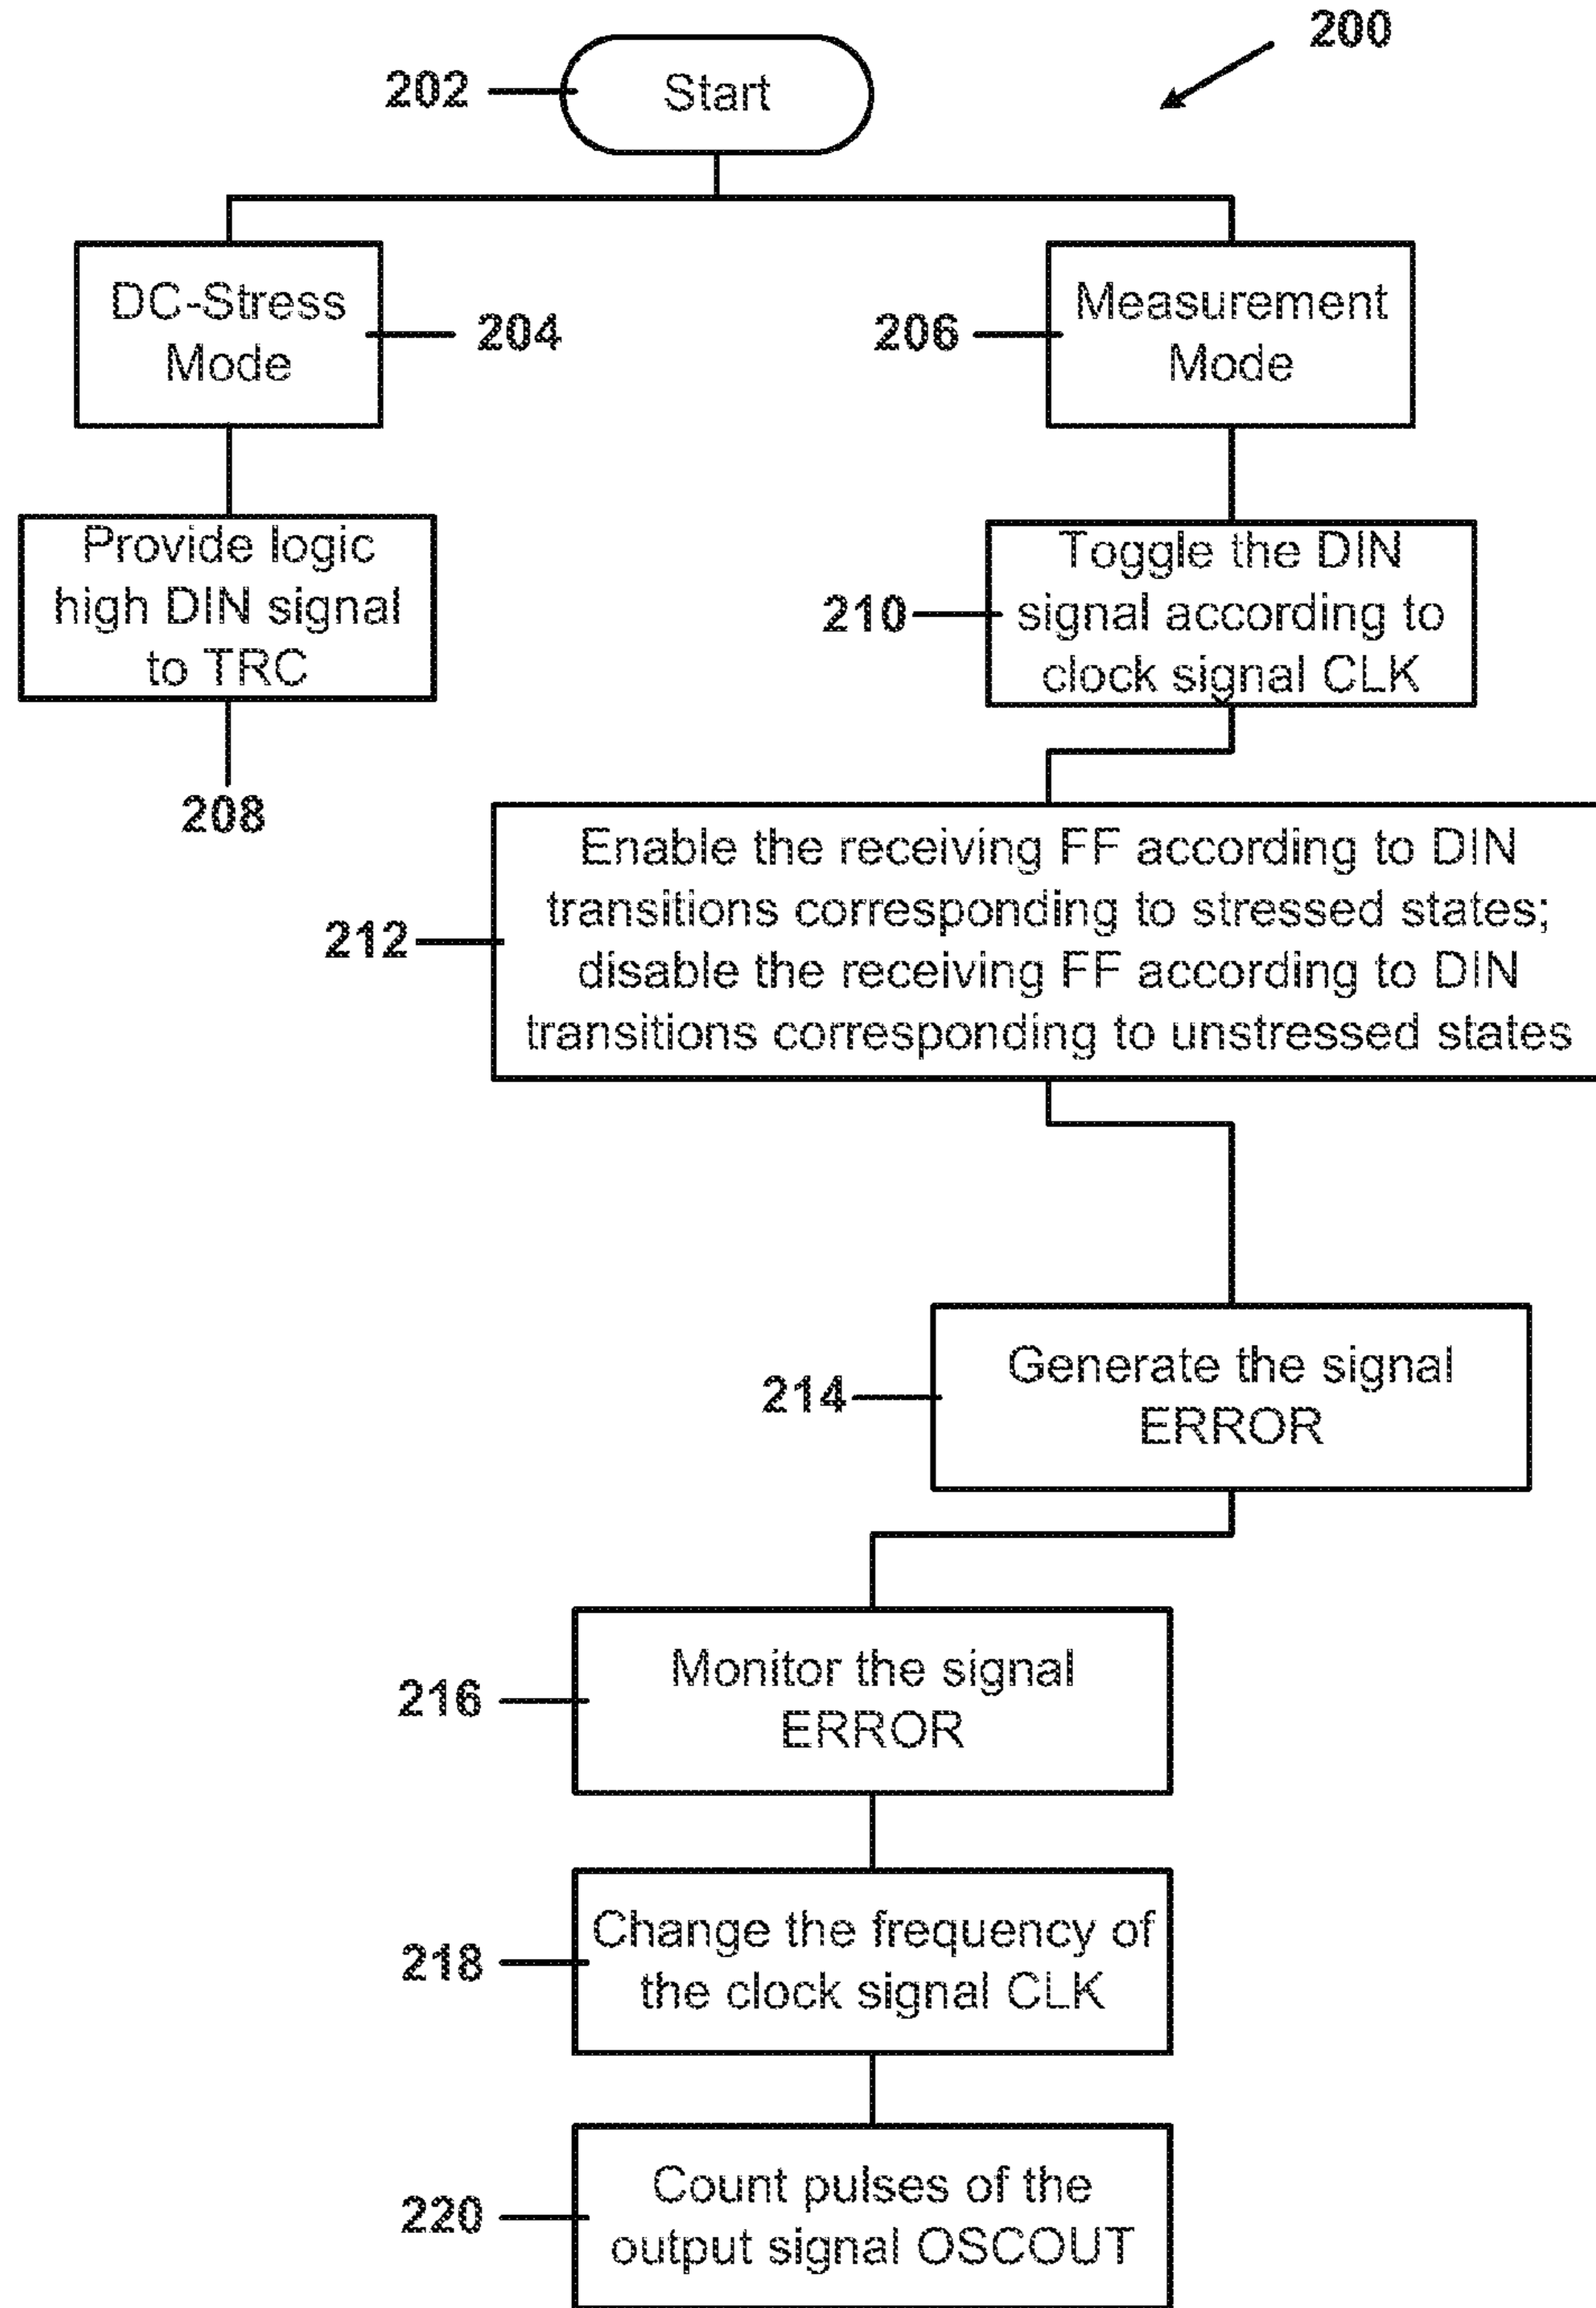 200
202
Start
DC-Stress
Mode
204
206
Measurement
Mode
Provide logic
high DIN signal
to TRC
208
210
Toggle the DIN
signal according to
clock signal CLK
212
Enable the receiving FF according to DIN
transitions corresponding to stressed states;
disable the receiving FF according to DIN
transitions corresponding to unstressed states
214
Generate the signal
ERROR
216
Monitor the signal
ERROR
218
Change the frequency of
the clock signal CLK
220
Count pulses of the
output signal OSCOUT